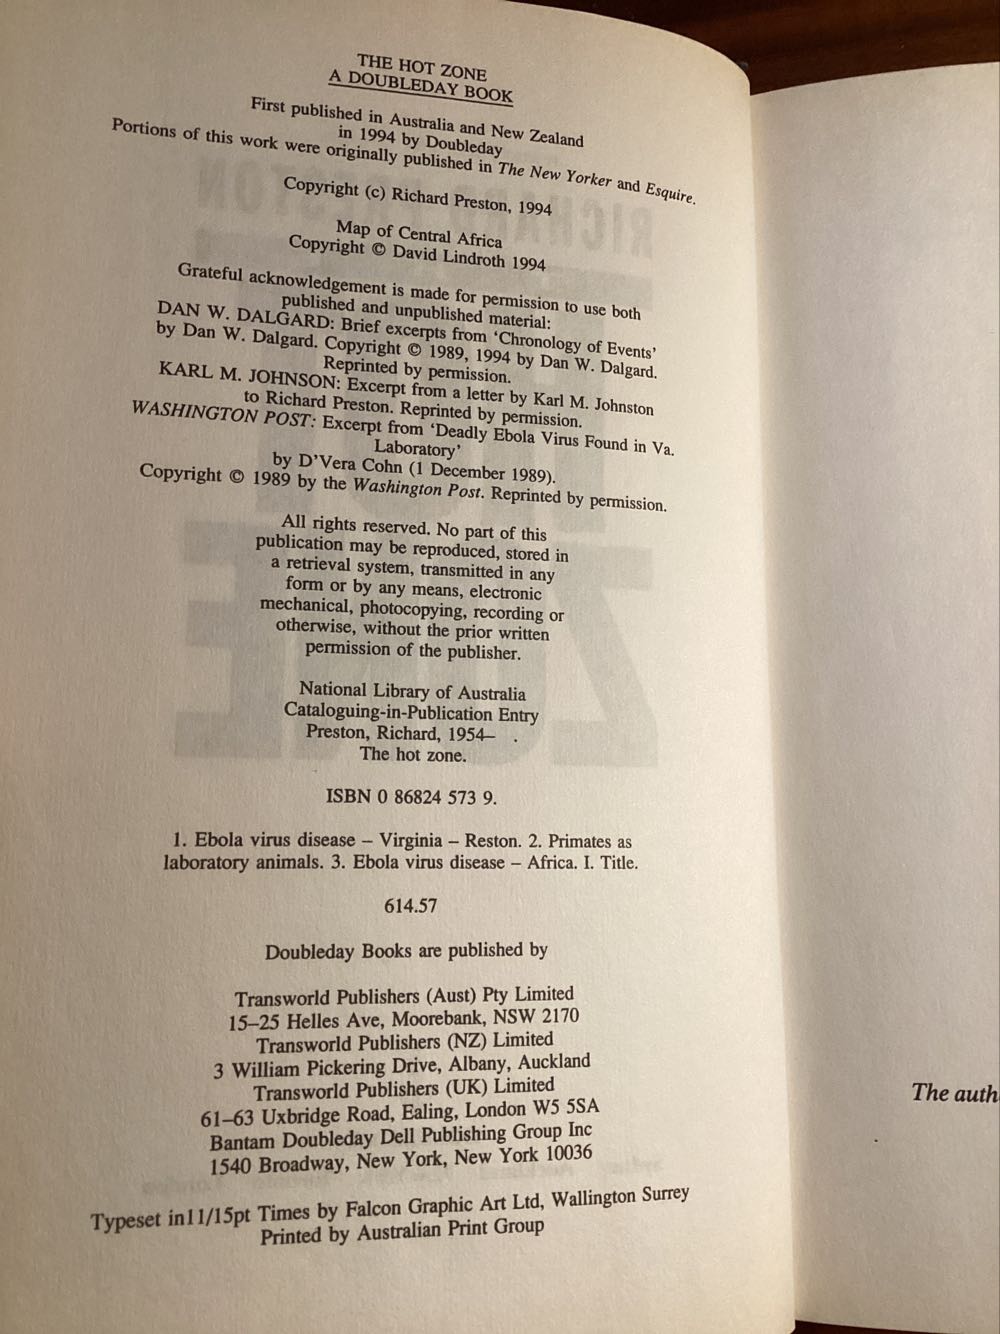 THE HOT ZONE
A DOUBLEDAY BOOK
First published in Australia and New Zealand
in 1994 by Doubleday
Portions of this work were originally published in The New Yorker and Esquire.
Copyright (c) Richard Preston, 1994
Map of Central Africa
Copyright © David Lindroth 1994
Grateful acknowledgement is made for permission to use both
published and unpublished material:
DAN W. DALGARD: Brief excerpts from ‘Chronology of Events’
by Dan W. Dalgard. Copyright © 1989, 1994 by Dan W. Dalgard.
Reprinted by permission.
KARL M. JOHNSON: Excerpt from a letter by Karl M. Johnston
to Richard Preston. Reprinted by permission.
WASHINGTON POST: Excerpt from ‘Deadly Ebola Virus Found in Va.
Laboratory’
by D’Vera Cohn (1 December 1989).
Copyright © 1989 by the Washington Post. Reprinted by permission.
All rights reserved. No part of this
publication may be reproduced, stored in
a retrieval system, transmitted in any
form or by any means, electronic
mechanical, photocopying, recording or
otherwise, without the prior written
permission of the publisher.
National Library of Australia
Cataloguing-in-Publication Entry
Preston, Richard, 1954– .
The hot zone.
ISBN 0 86824 573 9.
1. Ebola virus disease – Virginia – Reston. 2. Primates as
laboratory animals. 3. Ebola virus disease – Africa. I. Title.
614.57
Doubleday Books are published by
Transworld Publishers (Aust) Pty Limited
15–25 Helles Ave, Moorebank, NSW 2170
Transworld Publishers (NZ) Limited
3 William Pickering Drive, Albany, Auckland
Transworld Publishers (UK) Limited
61–63 Uxbridge Road, Ealing, London W5 5SA
Bantam Doubleday Dell Publishing Group Inc
1540 Broadway, New York, New York 10036
Typeset in11/15pt Times by Falcon Graphic Art Ltd, Wallington Surrey
Printed by Australian Print Group
The auth